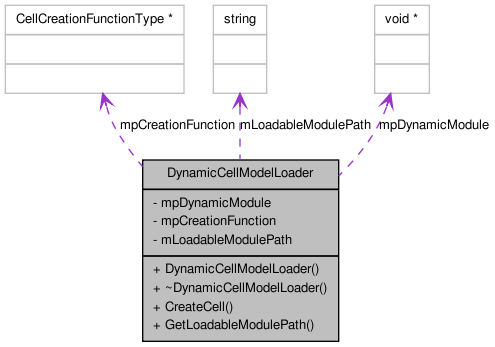 CellCreationFunctionType *
string
void *
mpCreationFunction
mLoadableModulePath
mpDynamicModule
DynamicCellModelLoader
- mpDynamicModule
- mpCreationFunction
- mLoadableModulePath
+ DynamicCellModelLoader()
+ ~DynamicCellModelLoader()
+ CreateCell()
+ GetLoadableModulePath()